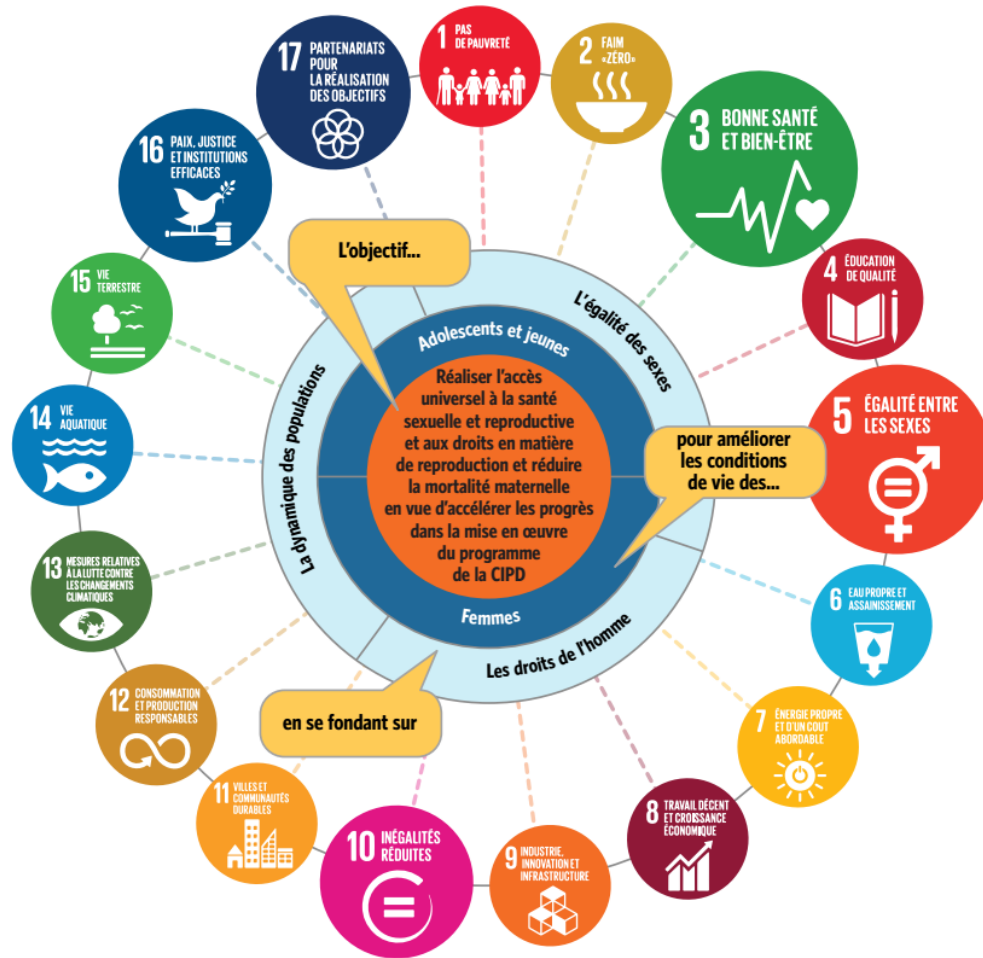 1 PAS
DE PAUVRETÉ
2 FAIM
«ZÉRO»
3 BONNE SANTÉ
ET BIEN-ÊTRE
4 ÉDUCATION
DE QUALITÉ
5 ÉGALITÉ ENTRE
LES SEXES
6 EAU PROPRE ET
ASSAINISSEMENT
7 ÉNERGIE PROPRE
ET D'UN COUT
ABORDABLE
8 TRAVAIL DÉCENT
ET CROISSANCE
ÉCONOMIQUE
9 INDUSTRIE,
INNOVATION ET
INFRASTRUCTURE
10 INÉGALITÉS
RÉDUITES
11 VILLES ET
COMMUNAUTÉS
DURABLES
12 CONSOMMATION
ET PRODUCTION
RESPONSABLES
13 MESURES RELATIVES
À LA LUTTE CONTRE
LES CHANGEMENTS
CLIMATIQUES
14 VIE
AQUATIQUE
15 VIE
TERRESTRE
16 PAIX, JUSTICE
ET INSTITUTIONS
EFFICACES
17 PARTENARIATS
POUR
LA RÉALISATION
DES OBJECTIFS
L'objectif...
Réaliser l'accès
universel à la santé
sexuelle et reproductive
et aux droits en matière
de reproduction et réduire
la mortalité maternelle
en vue d'accélérer les progrès
dans la mise en œuvre
du programme
de la CIPD
pour améliorer
les conditions
de vie des...
Adolescents et jeunes
Femmes
en se fondant sur
La dynamique des populations
L'égalité des sexes
Les droits de l'homme